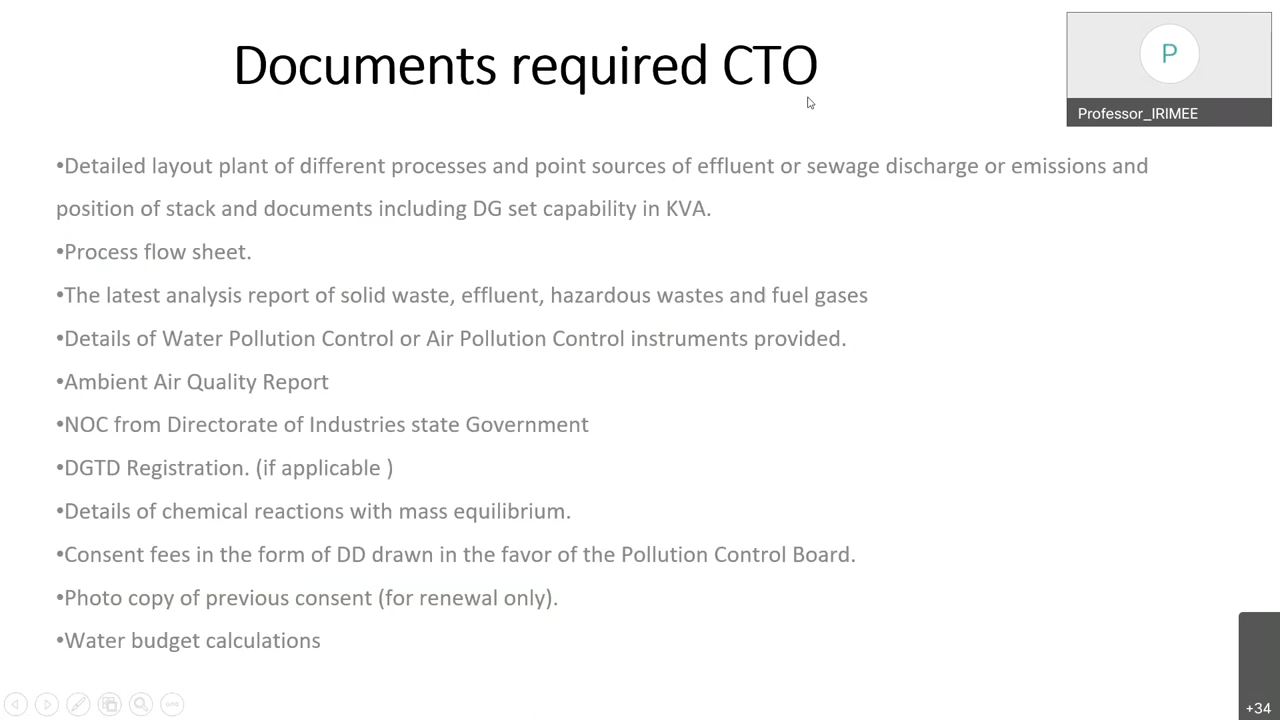 Documents required CTO
P
Professor_IRIMEE
•Detailed layout plant of different processes and point sources of effluent or sewage discharge or emissions and
position of stack and documents including DG set capability in KVA.
•Process flow sheet.
•The latest analysis report of solid waste, effluent, hazardous wastes and fuel gases
•Details of Water Pollution Control or Air Pollution Control instruments provided.
•Ambient Air Quality Report
•NOC from Directorate of Industries state Government
•DGTD Registration. (if applicable )
•Details of chemical reactions with mass equilibrium.
•Consent fees in the form of DD drawn in the favor of the Pollution Control Board.
•Photo copy of previous consent (for renewal only).
•Water budget calculations
+34